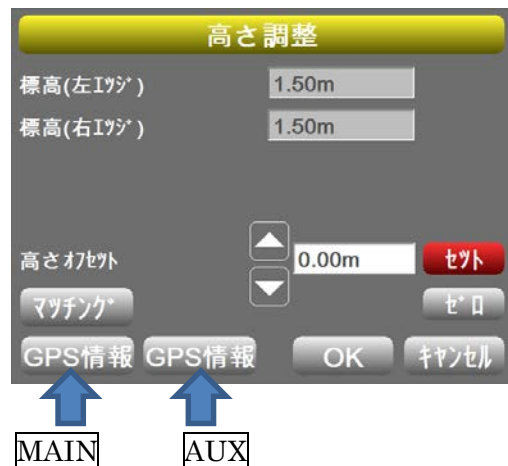 高さ調整
標高(左ｴｯｼﾞ) 1.50m
標高(右ｴｯｼﾞ) 1.50m
高さｵﾌｾｯﾄ 0.00m ｾｯﾄ
ﾏｯﾁﾝｸﾞ ｾﾞﾛ
GPS情報 GPS情報 OK ｷｬﾝｾﾙ
MAIN AUX